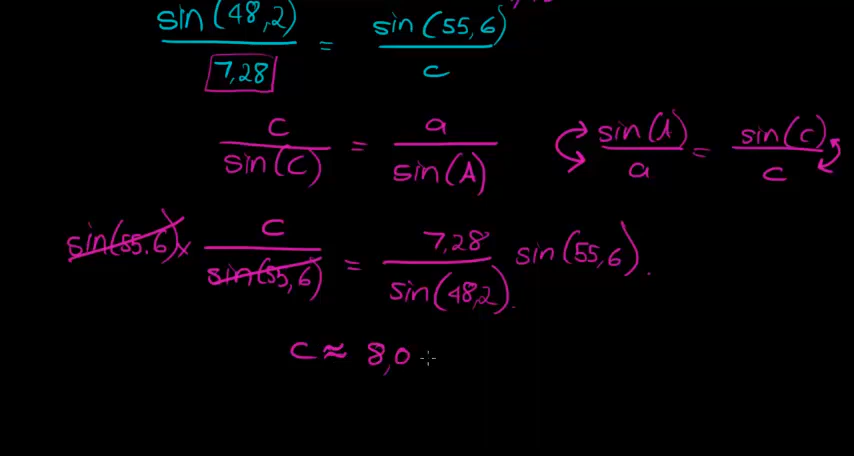 sin(48,2) / 7,28 = sin(55,6) / c
c / sin(C) = a / sin(A) sin(A) / a = sin(C) / c
sin(55,6) x c / sin(55,6) = 7,28 / sin(48,2) . sin(55,6) .
c ≈ 8,0